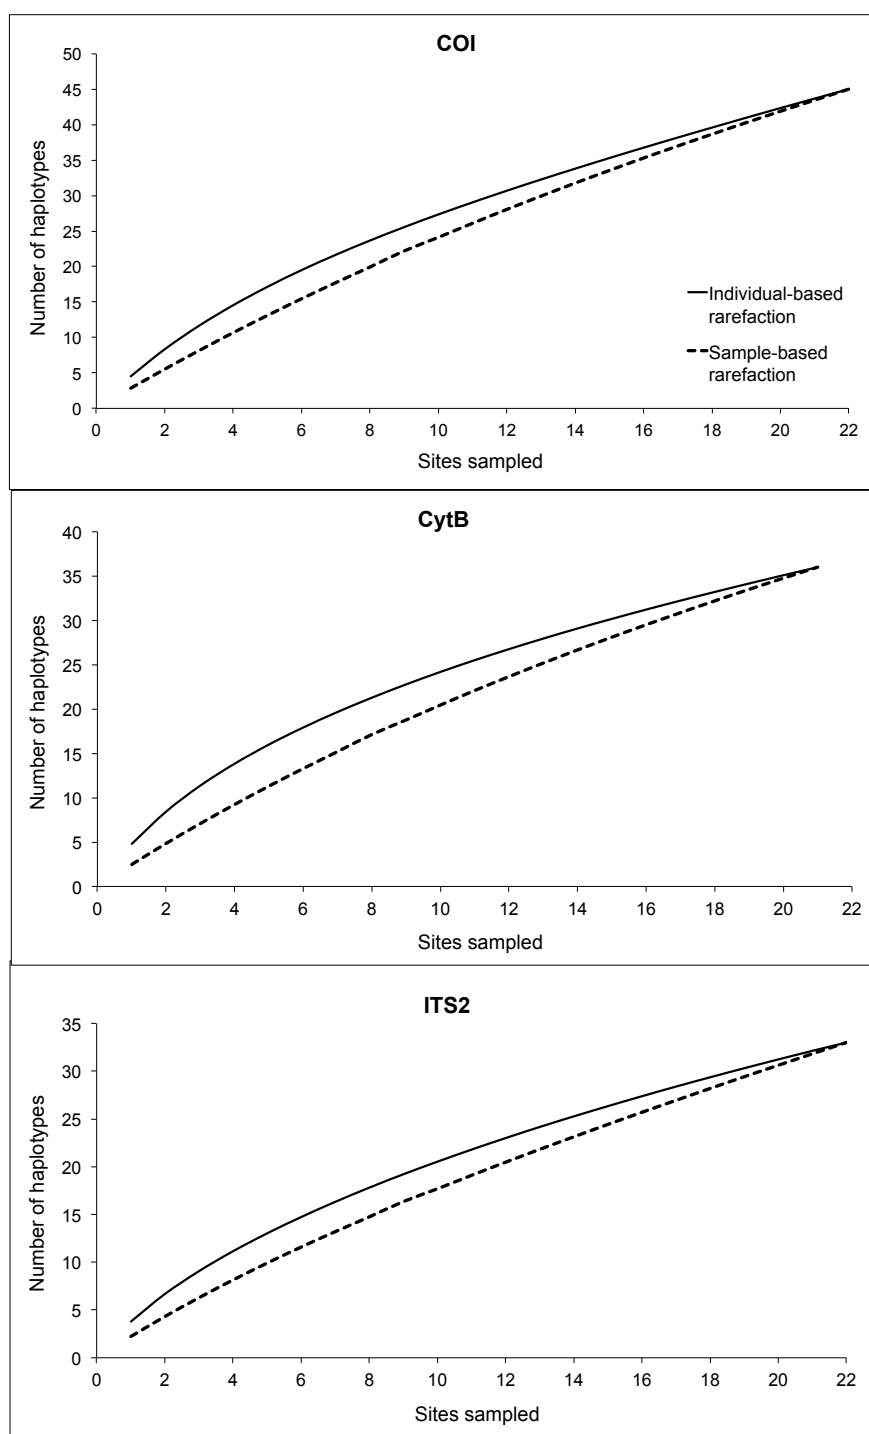 COI
50
45
40
35
30
25
20
15
10
5
0
Number of haplotypes
Individual-based
rarefaction
Sample-based
rarefaction
0 2 4 6 8 10 12 14 16 18 20 22
Sites sampled
CytB
40
35
30
25
20
15
10
5
0
Number of haplotypes
0 2 4 6 8 10 12 14 16 18 20 22
Sites sampled
ITS2
35
30
25
20
15
10
5
0
Number of haplotypes
0 2 4 6 8 10 12 14 16 18 20 22
Sites sampled